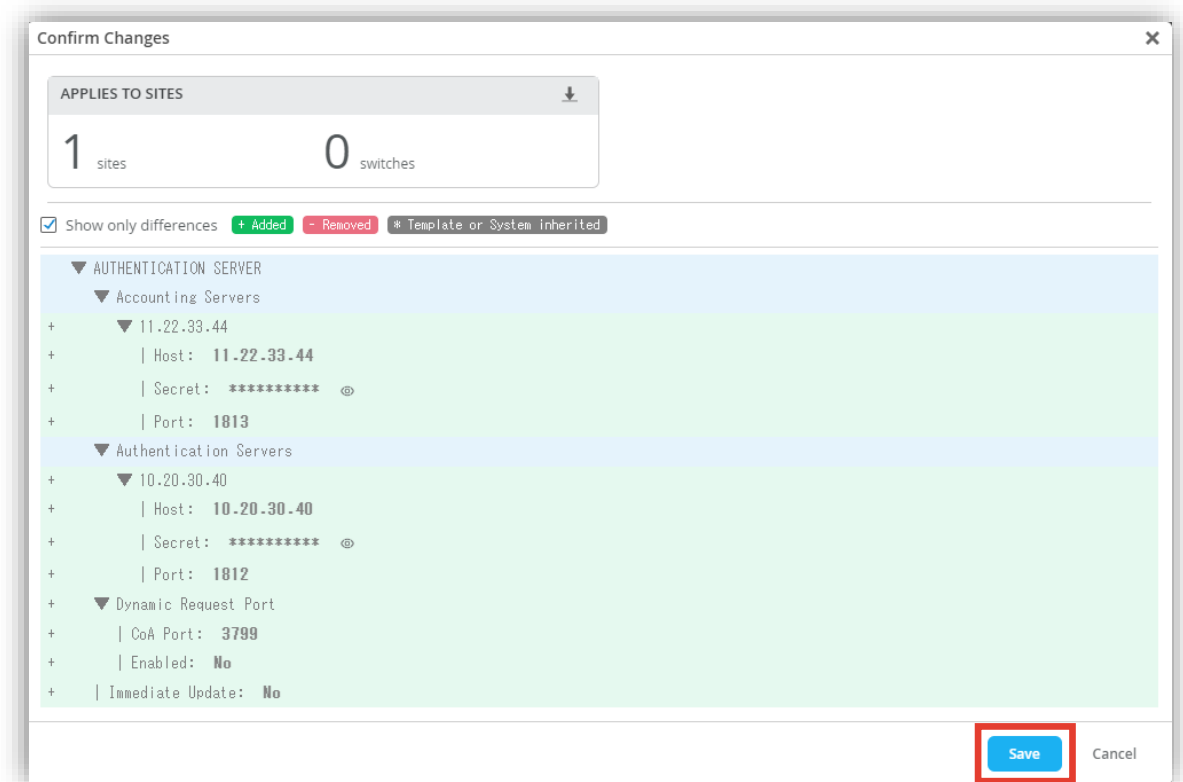 Confirm Changes
APPLIES TO SITES
1 sites 0 switches
Show only differences + Added - Removed * Template or System inherited
AUTHENTICATION SERVER
Accounting Servers
+ 11.22.33.44
+ | Host: 11.22.33.44
+ | Secret: **********
+ | Port: 1813
Authentication Servers
+ 10.20.30.40
+ | Host: 10.20.30.40
+ | Secret: **********
+ | Port: 1812
+ Dynamic Request Port
+ | CoA Port: 3799
+ | Enabled: No
+ | Immediate Update: No
Save Cancel